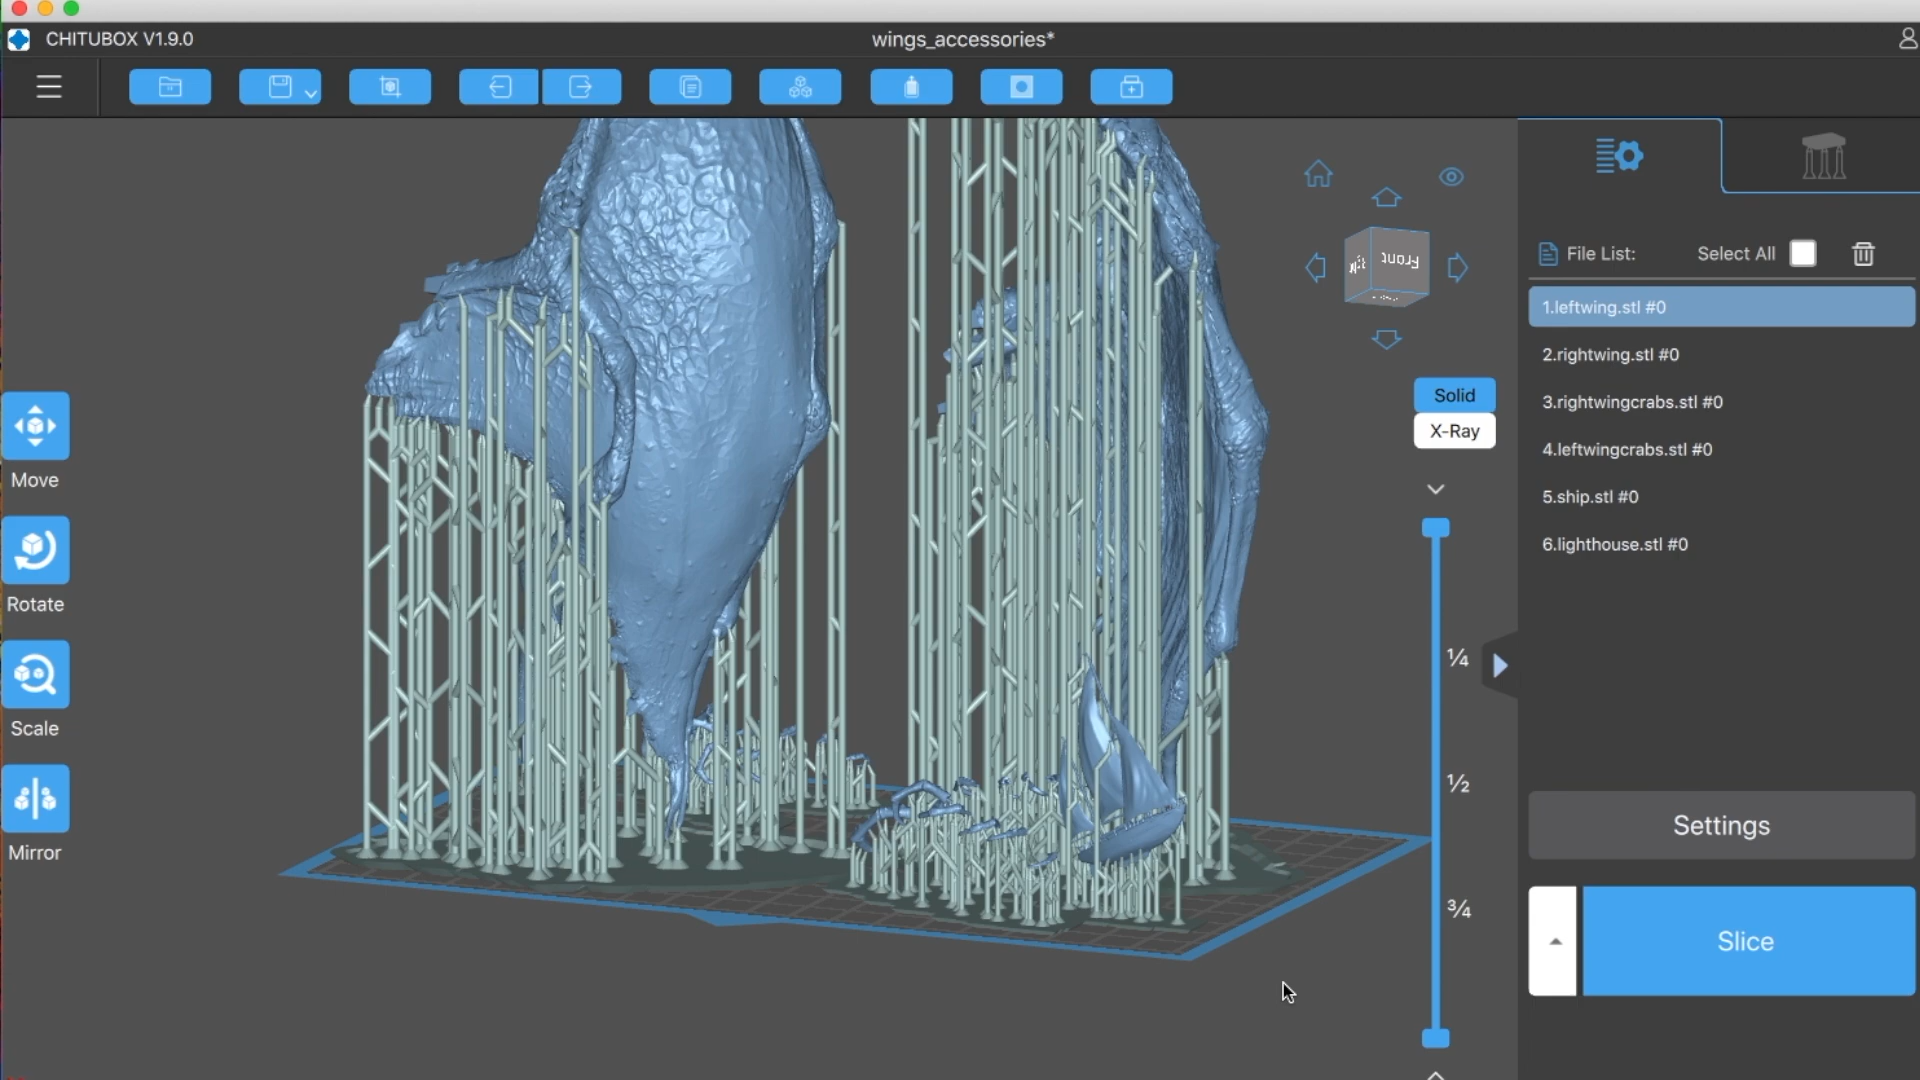 CHITUBOX V1.9.0
wings_accessories*
File List:
Select All
1.leftwing.stl #0
2.rightwing.stl #0
3.rightwingcrabs.stl #0
4.leftwingcrabs.stl #0
5.ship.stl #0
6.lighthouse.stl #0
Front
Solid
X-Ray
Move
Rotate
Scale
Mirror
¼
½
¾
Settings
Slice